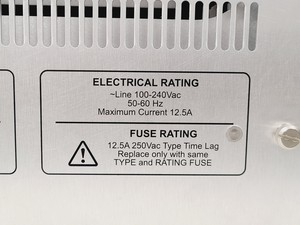 ELECTRICAL RATING
~Line 100-240Vac
50-60 Hz
Maximum Current 12.5A
FUSE RATING
12.5A 250Vac Type Time Lag
Replace only with same
TYPE and RATING FUSE